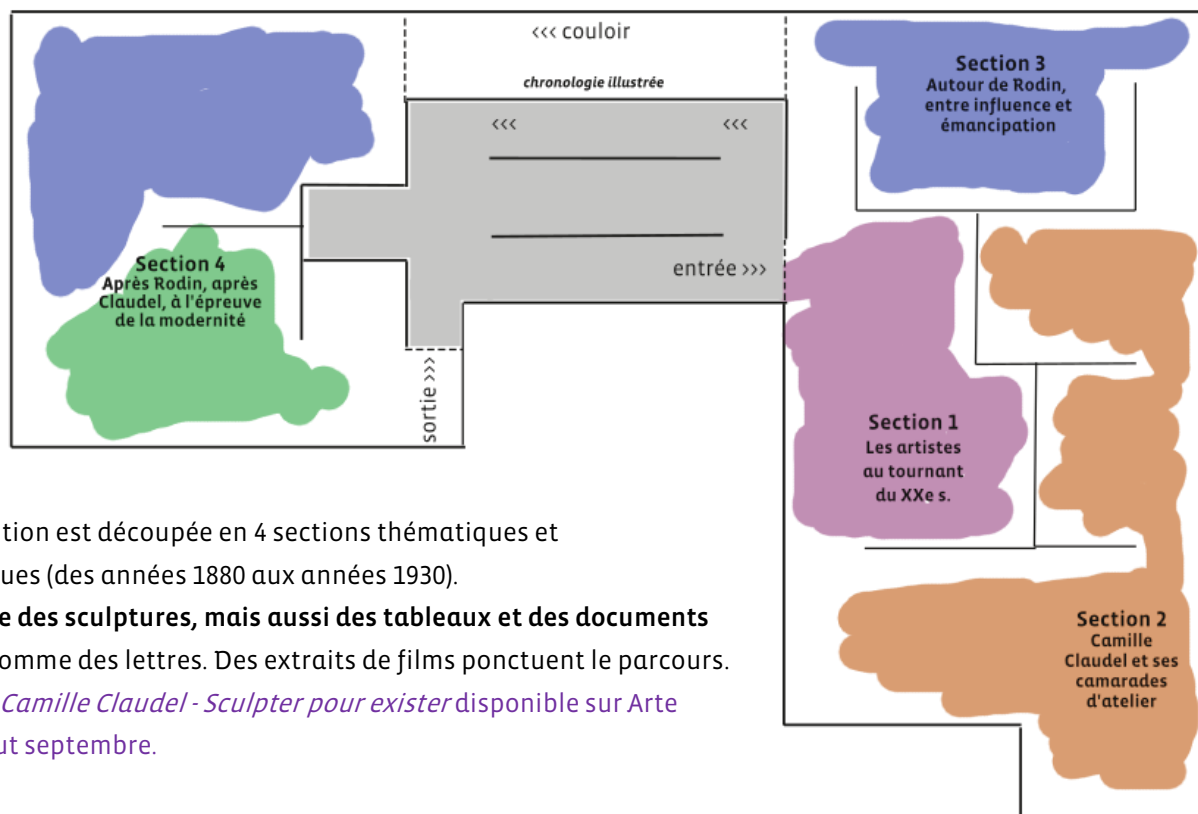 <<< couloir
chronologie illustrée
<<< <<<
entrée >>>
sortie >>>
Section 3
Autour de Rodin,
entre influence et
émancipation
Section 4
Après Rodin, après
Claudel, à l'épreuve
de la modernité
Section 1
Les artistes
au tournant
du XXe s.
Section 2
Camille
Claudel et ses
camarades
d'atelier
tion est découpée en 4 sections thématiques et
ues (des années 1880 aux années 1930).
e des sculptures, mais aussi des tableaux et des documents
omme des lettres. Des extraits de films ponctuent le parcours.
Camille Claudel - Sculpter pour exister disponible sur Arte
ut septembre.